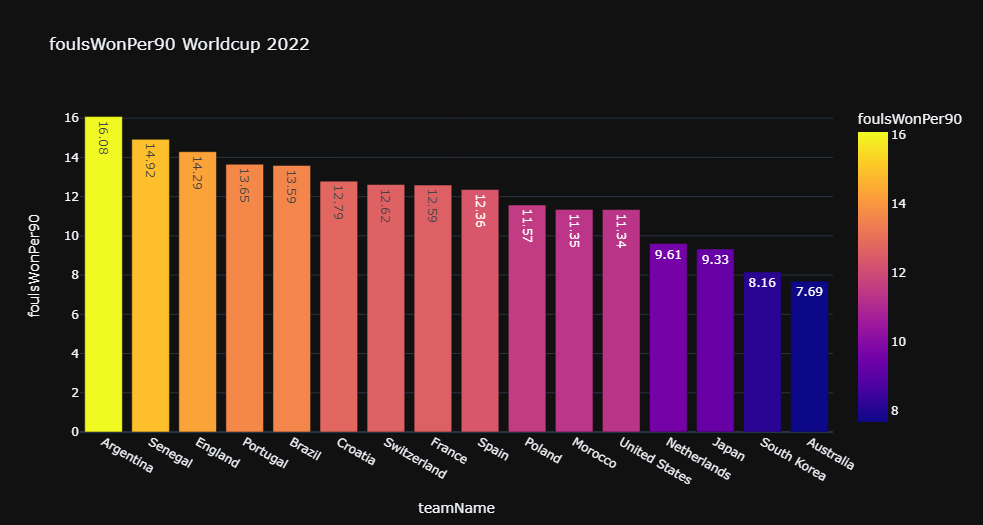 foulsWonPer90 Worldcup 2022
foulsWonPer90
16
14
12
10
8
6
4
2
0
16.08
14.92
14.29
13.65
13.59
12.79
12.62
12.59
12.36
11.57
11.35
11.34
9.61
9.33
8.16
7.69
Argentina
Senegal
England
Portugal
Brazil
Croatia
Switzerland
France
Spain
Poland
Morocco
United States
Netherlands
Japan
South Korea
Australia
teamName
foulsWonPer90
16
14
12
10
8